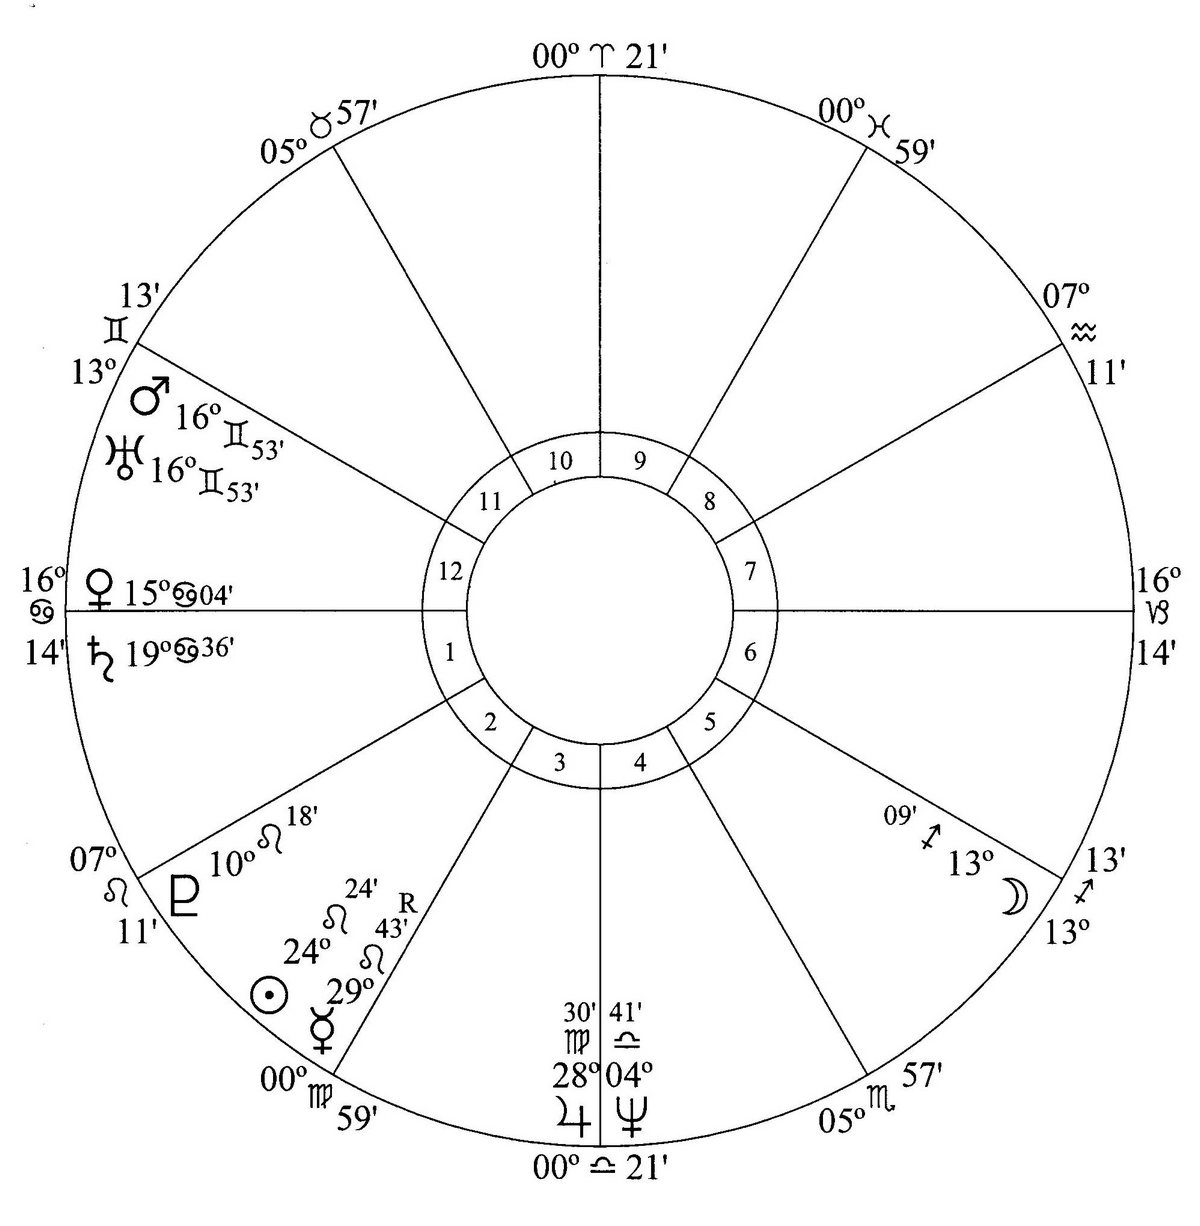 00º ♈ 21'
00º ♓ 59'
05º ♉ 57'
13' ♊ 13º
07º ♒ 11'
♂ 16º ♊ 53'
♅ 16º ♊ 53'
10 9
11 8
12 7
16º ♋ 14'
♀ 15º ♋ 04'
♄ 19º ♋ 36'
16º ♑ 14'
1 6
2 5
3 4
07º ♌ 11'
♇ 10º ♌ 18'
☉ 24º ♌ 24'
☿ 29º ♌ 43' R
09' ♐ 13º ☽
13' ♐ 13º
00º ♍ 59'
30' ♍ 28º ♃
41' ♎ 04º ♆
05º ♏ 57'
00º ♎ 21'